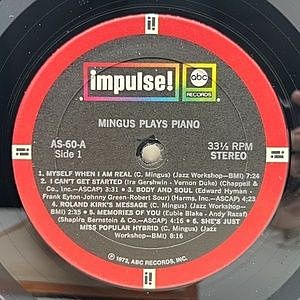 impulse!
abc
RECORDS
MINGUS PLAYS PIANO
AS-60-A
Side 1
33⅓ RPM
STEREO
1. MYSELF WHEN I AM REAL (C. Mingus) (Jazz Workshop—BMI) 7:24
2. I CAN'T GET STARTED (Ira Gershwin - Vernon Duke) (Chappell &
Co., Inc.—ASCAP) 3:31 • 3. BODY AND SOUL (Edward Hyman -
Frank Eyton-Johnny Green-Robert Sour) (Harms, Inc.—ASCAP) 4:31
4. ROLAND KIRK'S MESSAGE (C. Mingus) (Jazz Workshop—
BMI) 2:35 • 5. MEMORIES OF YOU (Eubie Blake - Andy Razaf)
(Shapiro Bernstein & Co.—ASCAP) 4:35 • 6. SHE'S JUST
MISS POPULAR HYBRID (C. Mingus) (Jazz
Workshop—BMI) 8:16
© 1973, ABC RECORDS, INC.